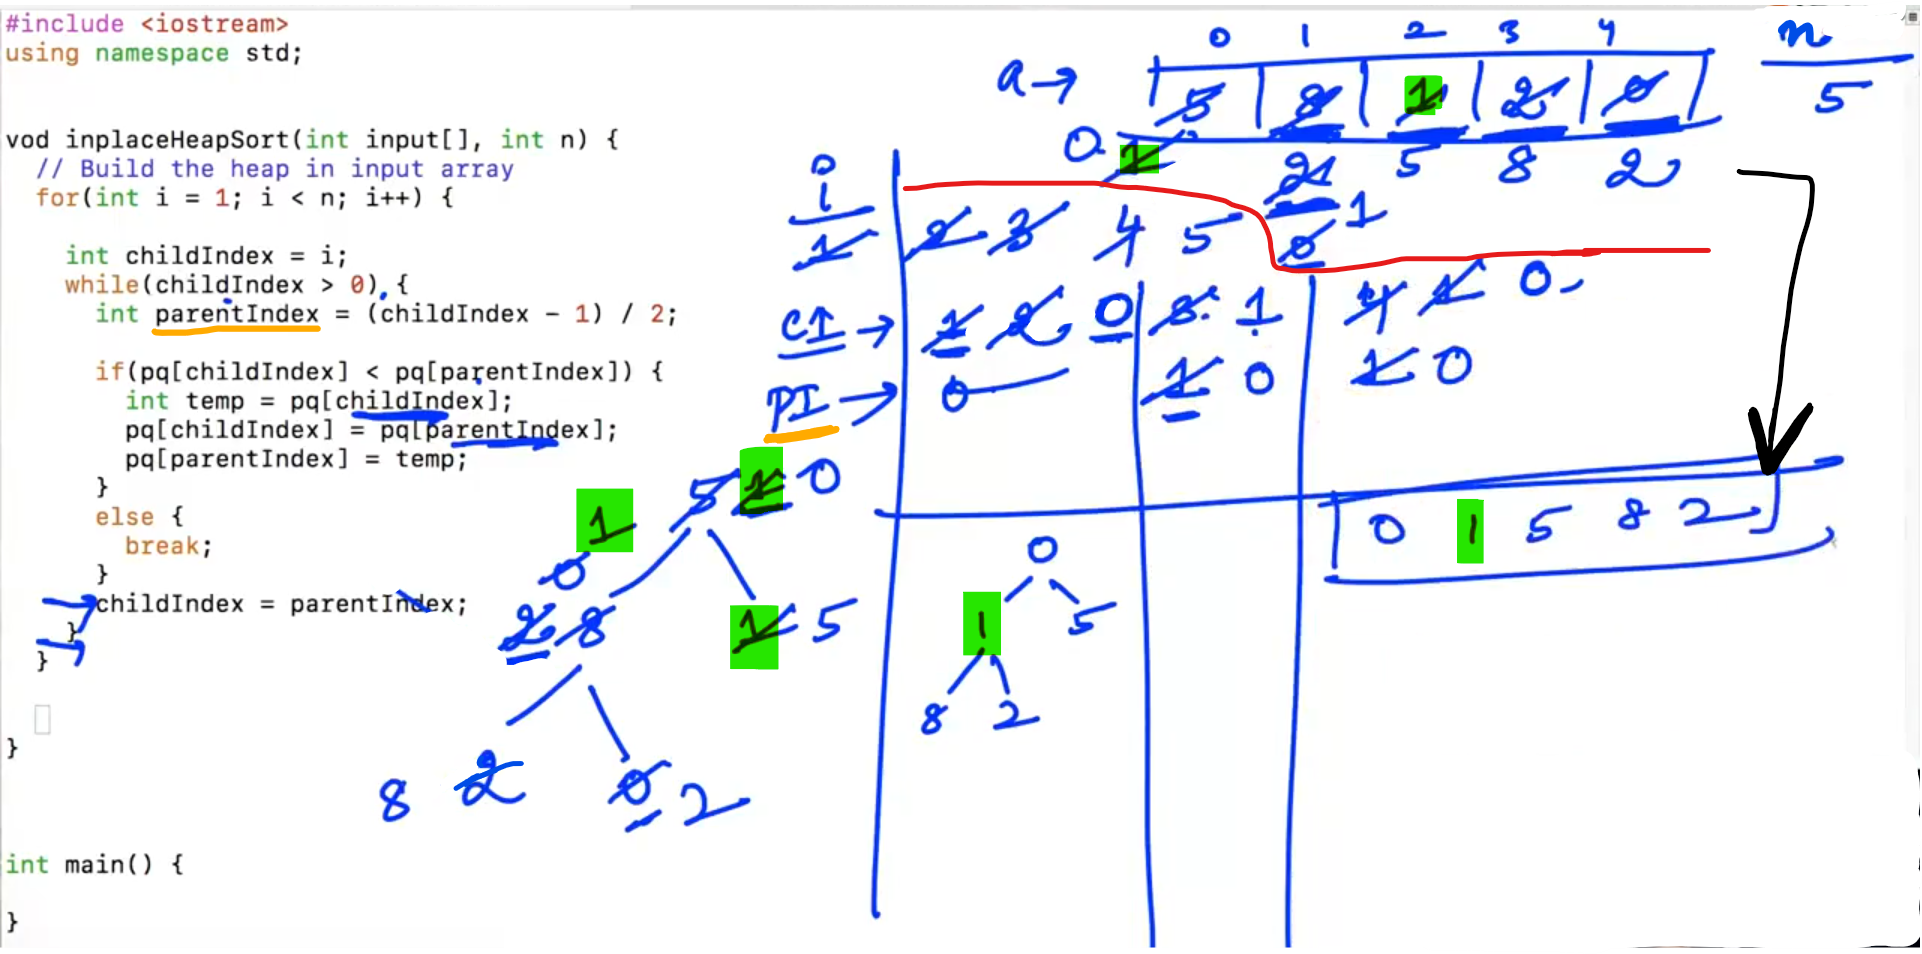 #include <iostream>
using namespace std;
vod inplaceHeapSort(int input[], int n) {
// Build the heap in input array
for(int i = 1; i < n; i++) {
int childIndex = i;
while(childIndex > 0) {
int parentIndex = (childIndex - 1) / 2;
if(pq[childIndex] < pq[parentIndex]) {
int temp = pq[childIndex];
pq[childIndex] = pq[parentIndex];
pq[parentIndex] = temp;
}
else {
break;
}
childIndex = parentIndex;
}
}
}
int main() {
}
0 1 2 3 4
n
a → 5 8 1 2 0
5
0 1 2 1 5 8 2
0 1
i
1 2 3 4 5
CI → 1 2 0 8 1 4 1 0
PI → 0 1 0 1 0
5 1 0
1
0
2 8 1 5
8 2 0 2
0
1 5
8 2
0 1 5 8 2